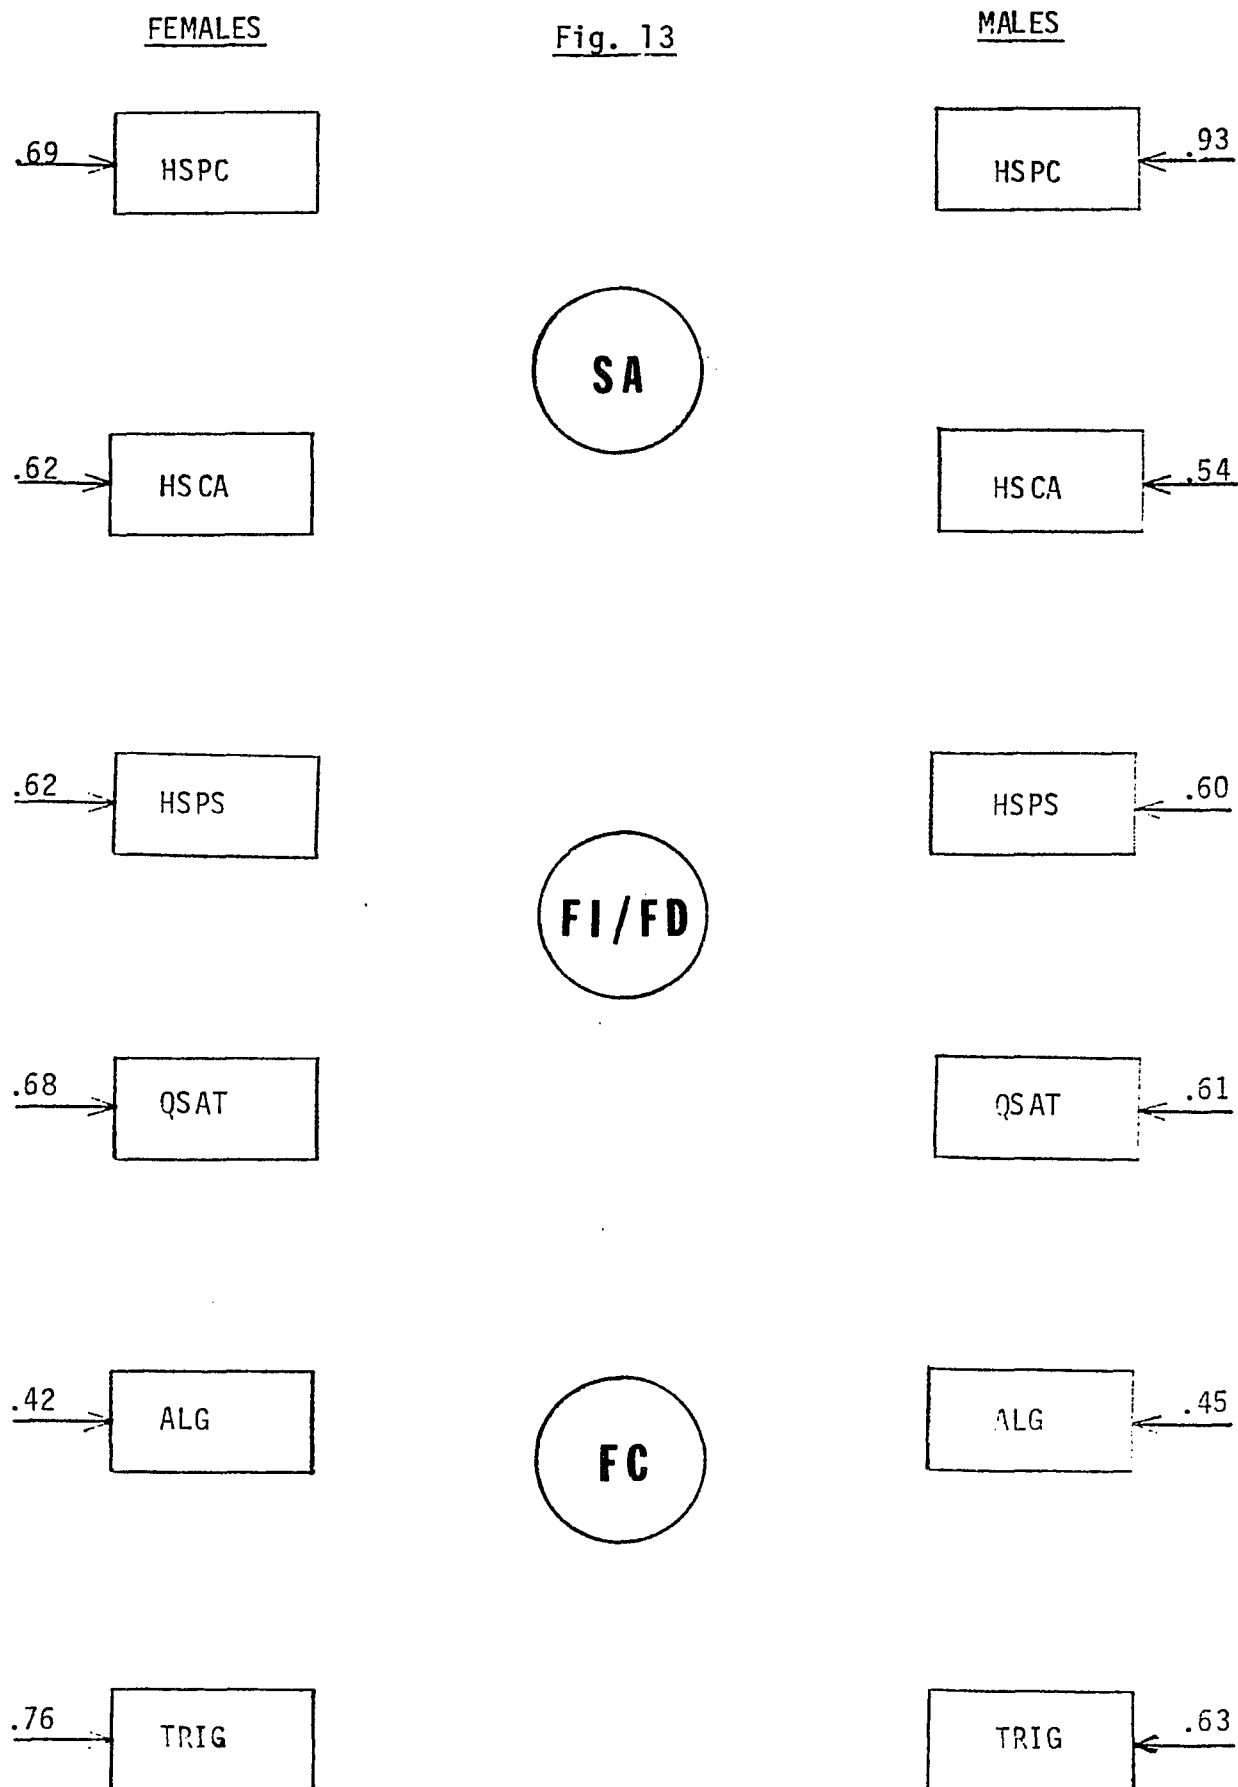 FEMALES Fig. 13 MALES
.69 HSPC HSPC .93
SA
.62 HSCA HSCA .54
.62 HSPS HSPS .60
FI/FD
.68 QSAT QSAT .61
.42 ALG ALG .45
FC
.76 TRIG TRIG .63